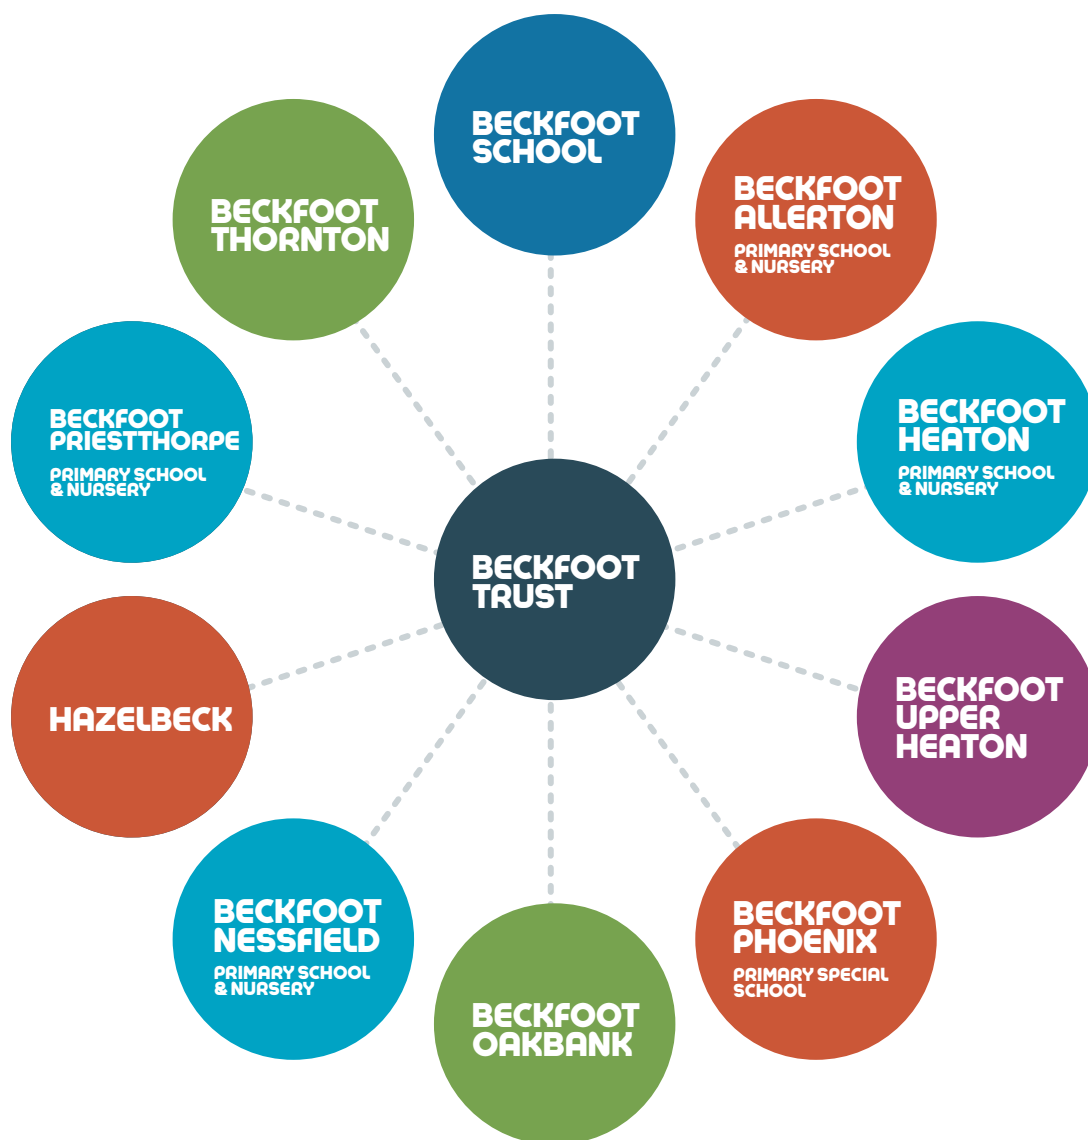 BECKFOOT
SCHOOL
BECKFOOT
THORNTON
BECKFOOT
ALLERTON
PRIMARY SCHOOL
& NURSERY
BECKFOOT
PRIESTTHORPE
PRIMARY SCHOOL
& NURSERY
BECKFOOT
HEATON
PRIMARY SCHOOL
& NURSERY
BECKFOOT
TRUST
HAZELBECK
BECKFOOT
UPPER
HEATON
BECKFOOT
NESSFIELD
PRIMARY SCHOOL
& NURSERY
BECKFOOT
PHOENIX
PRIMARY SPECIAL
SCHOOL
BECKFOOT
OAKBANK